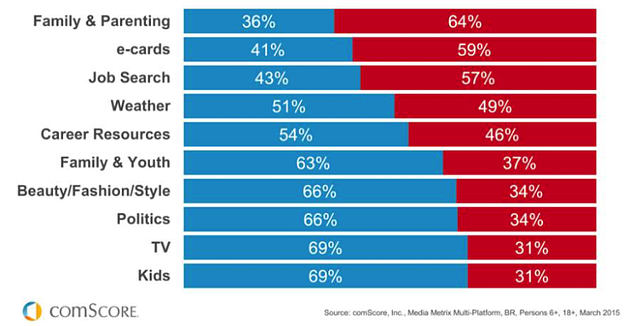 Family & Parenting 36% 64%
e-cards 41% 59%
Job Search 43% 57%
Weather 51% 49%
Career Resources 54% 46%
Family & Youth 63% 37%
Beauty/Fashion/Style 66% 34%
Politics 66% 34%
TV 69% 31%
Kids 69% 31%
comScore. Source: comScore, Inc., Media Metrix Multi-Platform, BR, Persons 6+, 18+, March 2015